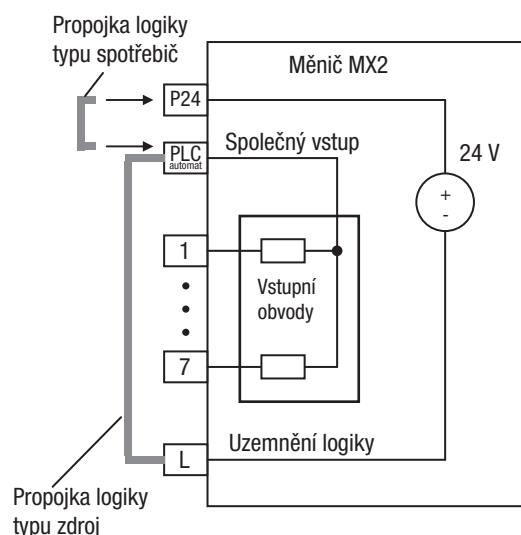 Propojka logiky
typu spotřebič
Měnič MX2
P24
PLC
automat
Společný vstup
24 V
+
-
1
Vstupní
obvody
7
L
Uzemnění logiky
Propojka logiky
typu zdroj